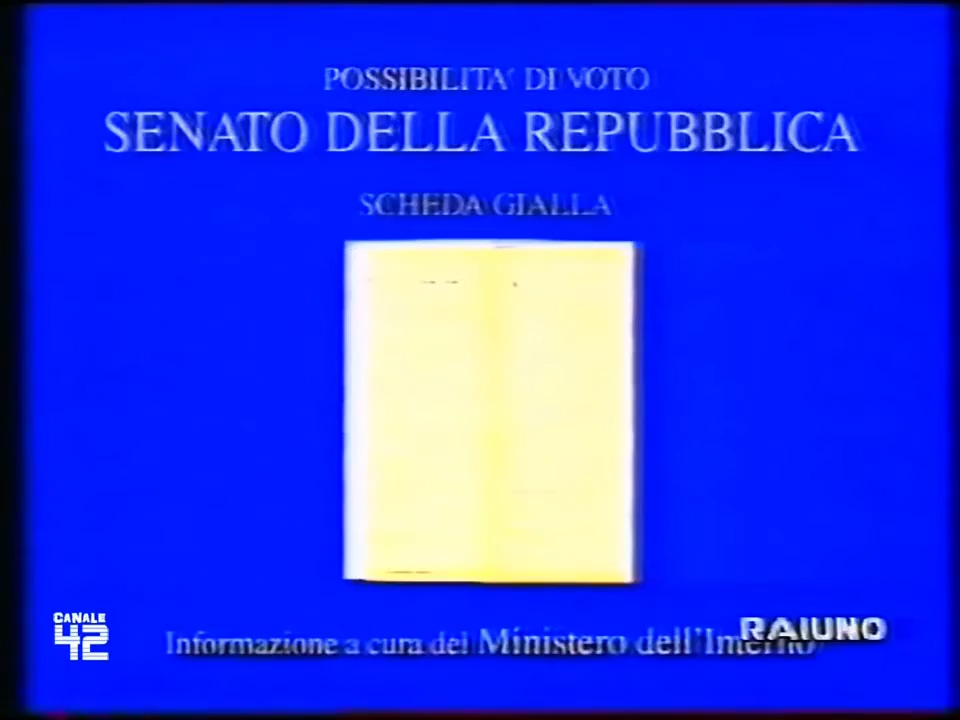 POSSIBILITA' DI VOTO
SENATO DELLA REPUBBLICA
SCHEDA GIALLA
CANALE
42
Informazione a cura del Ministero dell'Interno
RAIUNO